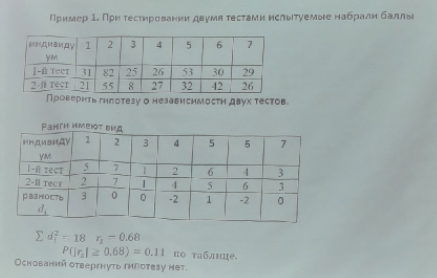 Пример 1. При тестировании двумя тестами испытуемые набрали баллы
индивиду 1 2 3 4 5 6 7
ум
1-й тест 31 82 25 26 53 30 29
2-й тест 21 55 8 27 32 42 26
Проверить гипотезу о независимости двух тестов.
Ранги имеют вид
индивиду 1 2 3 4 5 6 7
ум
1-й тест 5 7 1 2 6 4 3
2-й тест 2 7 1 4 5 6 3
разность 3 0 0 -2 1 -2 0
d_i
∑ d_i^2 = 18 r_s = 0.68
P(|r_s| ≥ 0.68) = 0.11 по таблице.
Оснований отвергнуть гипотезу нет.